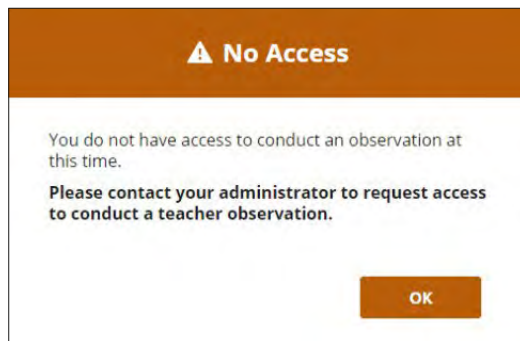 No Access
You do not have access to conduct an observation at
this time.
Please contact your administrator to request access
to conduct a teacher observation.
OK